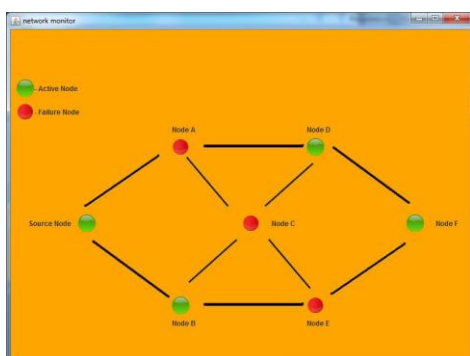 network monitor
- Active Node
- Failure Node
Node A
Node D
Source Node
Node C
Node F
Node B
Node E